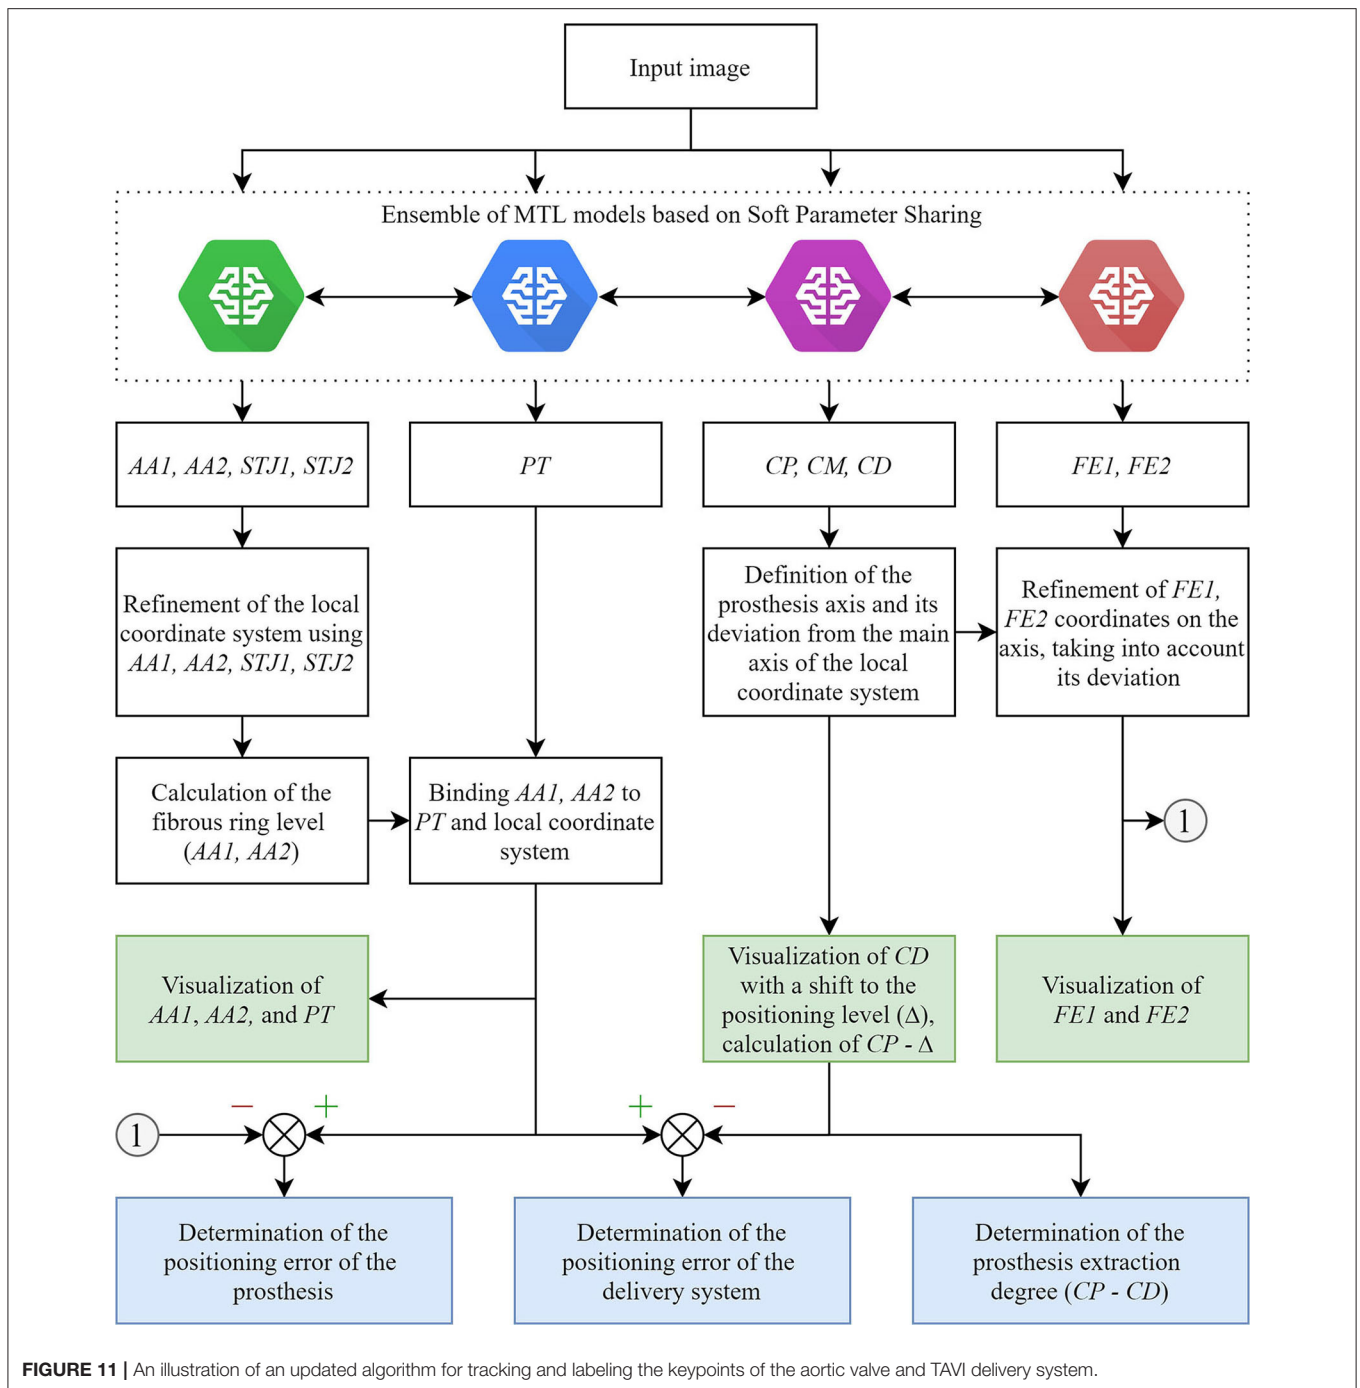 Input image
Ensemble of MTL models based on Soft Parameter Sharing
AA1, AA2, STJ1, STJ2
PT
CP, CM, CD
FE1, FE2
Refinement of the local
coordinate system using
AA1, AA2, STJ1, STJ2
Definition of the
prosthesis axis and its
deviation from the main
axis of the local
coordinate system
Refinement of FE1,
FE2 coordinates on the
axis, taking into account
its deviation
Calculation of the
fibrous ring level
(AA1, AA2)
Binding AA1, AA2 to
PT and local coordinate
system
1
Visualization of
AA1, AA2, and PT
Visualization of CD
with a shift to the
positioning level (Δ),
calculation of CP - Δ
Visualization of
FE1 and FE2
1
− +
+ −
Determination of the
positioning error of the
prosthesis
Determination of the
positioning error of the
delivery system
Determination of the
prosthesis extraction
degree (CP - CD)
FIGURE 11 | An illustration of an updated algorithm for tracking and labeling the keypoints of the aortic valve and TAVI delivery system.